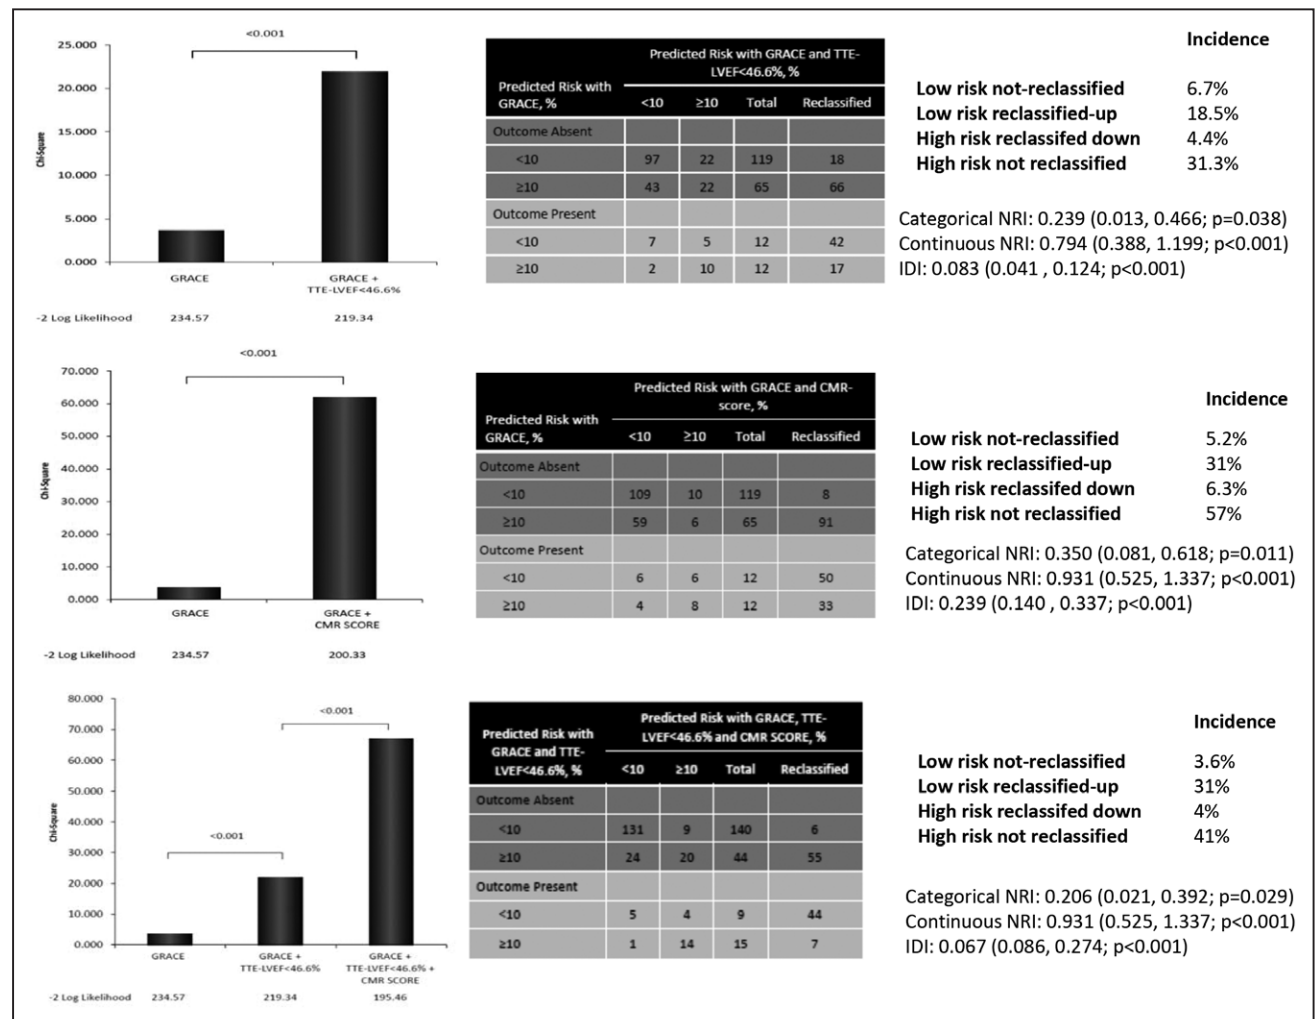 <0.001
25.000
20.000
15.000
10.000
5.000
0.000
Chi-Square
GRACE
GRACE +
TTE-LVEF<46.6%
-2 Log Likelihood 234.57 219.34
Predicted Risk with GRACE and TTE-
LVEF<46.6%, %
Predicted Risk with
GRACE, %
<10 ≥10 Total Reclassified
Outcome Absent
<10 97 22 119 18
≥10 43 22 65 66
Outcome Present
<10 7 5 12 42
≥10 2 10 12 17
Incidence
Low risk not-reclassified 6.7%
Low risk reclassified-up 18.5%
High risk reclassifed down 4.4%
High risk not reclassified 31.3%
Categorical NRI: 0.239 (0.013, 0.466; p=0.038)
Continuous NRI: 0.794 (0.388, 1.199; p<0.001)
IDI: 0.083 (0.041 , 0.124; p<0.001)
<0.001
70.000
60.000
50.000
40.000
30.000
20.000
10.000
0.000
Chi-Square
GRACE
GRACE +
CMR SCORE
-2 Log Likelihood 234.57 200.33
Predicted Risk with GRACE and CMR-
score, %
Predicted Risk with
GRACE, %
<10 ≥10 Total Reclassified
Outcome Absent
<10 109 10 119 8
≥10 59 6 65 91
Outcome Present
<10 6 6 12 50
≥10 4 8 12 33
Incidence
Low risk not-reclassified 5.2%
Low risk reclassified-up 31%
High risk reclassifed down 6.3%
High risk not reclassified 57%
Categorical NRI: 0.350 (0.081, 0.618; p=0.011)
Continuous NRI: 0.931 (0.525, 1.337; p<0.001)
IDI: 0.239 (0.140 , 0.337; p<0.001)
80.000
70.000
60.000
50.000
40.000
30.000
20.000
10.000
0.000
Chi-Square
<0.001
<0.001
GRACE
GRACE +
TTE-LVEF<46.6%
GRACE +
TTE-LVEF<46.6% +
CMR SCORE
-2 Log Likelihood 234.57 219.34 195.46
Predicted Risk with GRACE, TTE-
LVEF<46.6% and CMR SCORE, %
Predicted Risk with
GRACE and TTE-
LVEF<46.6%, %
<10 ≥10 Total Reclassified
Outcome Absent
<10 131 9 140 6
≥10 24 20 44 55
Outcome Present
<10 5 4 9 44
≥10 1 14 15 7
Incidence
Low risk not-reclassified 3.6%
Low risk reclassified-up 31%
High risk reclassifed down 4%
High risk not reclassified 41%
Categorical NRI: 0.206 (0.021, 0.392; p=0.029)
Continuous NRI: 0.931 (0.525, 1.337; p<0.001)
IDI: 0.067 (0.086, 0.274; p<0.001)